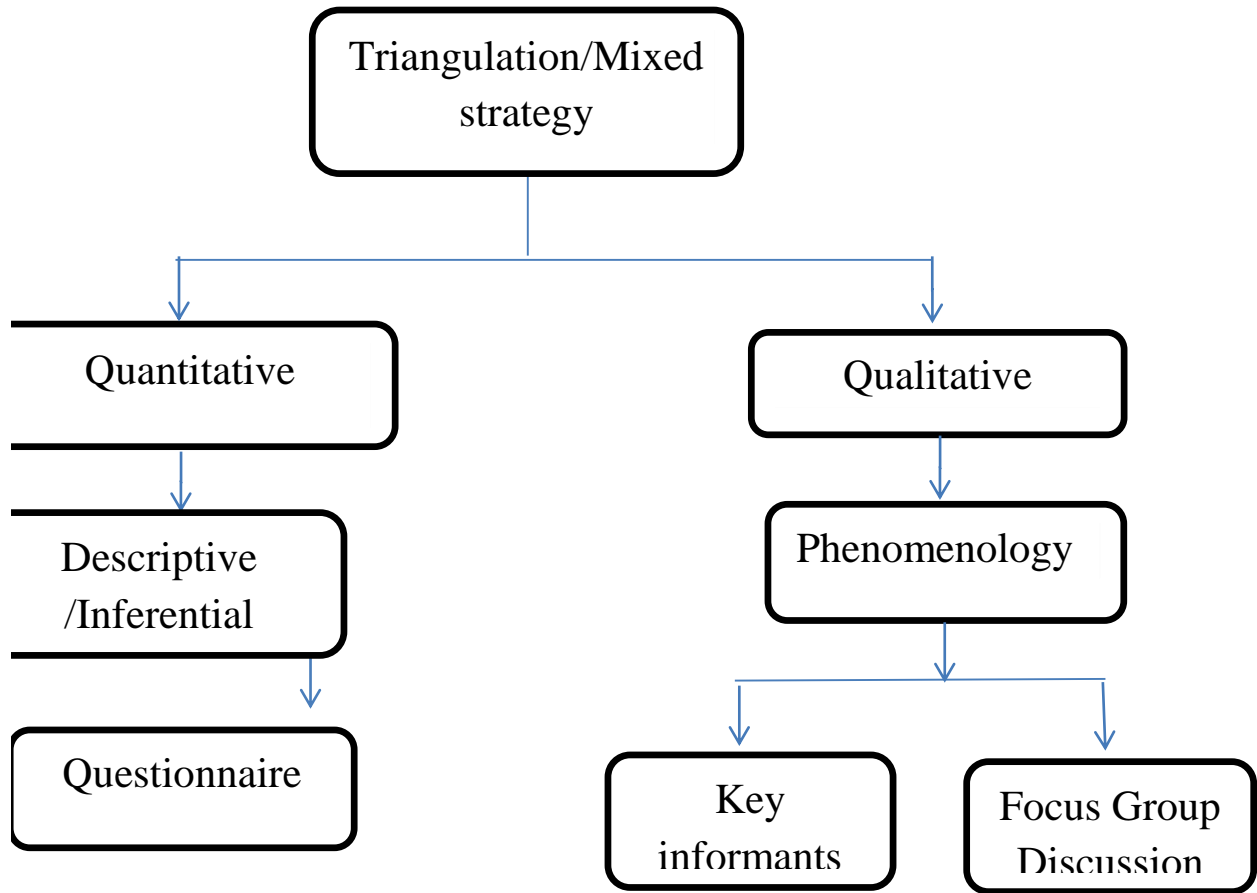 Triangulation/Mixed
strategy
Quantitative
Qualitative
Descriptive
/Inferential
Phenomenology
Questionnaire
Key
informants
Focus Group
Discussion